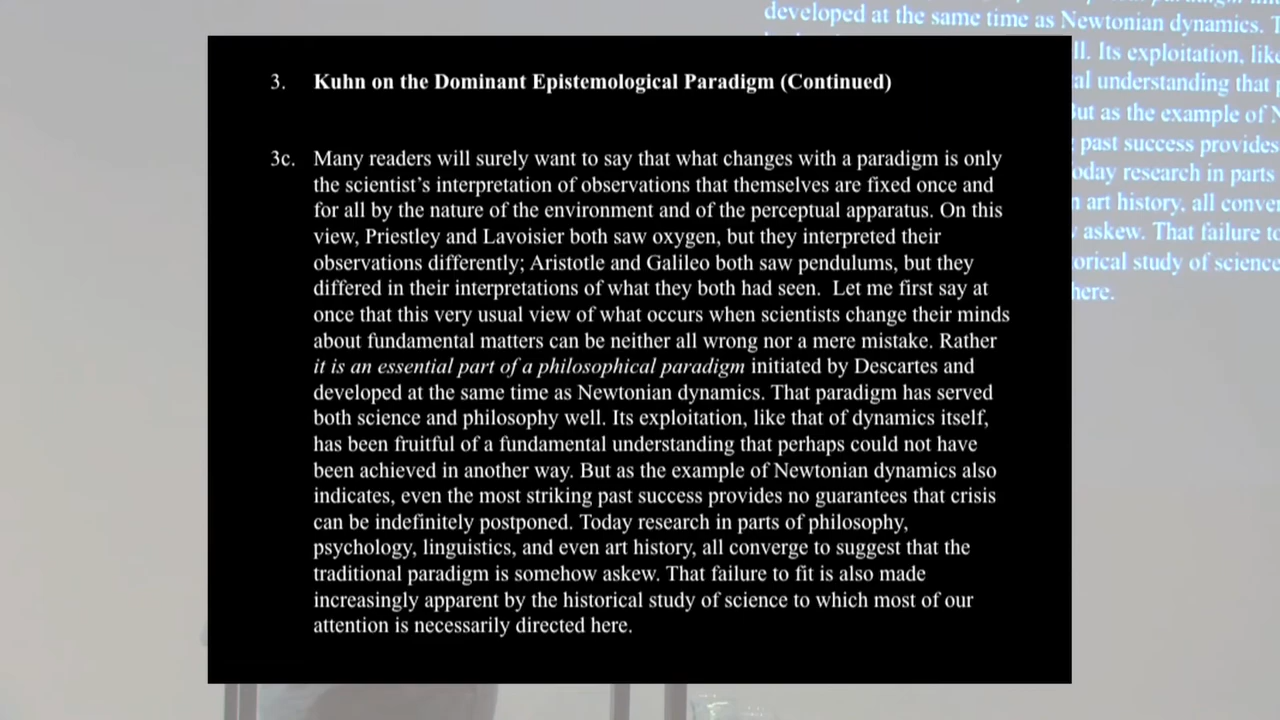 3. Kuhn on the Dominant Epistemological Paradigm (Continued)
3c. Many readers will surely want to say that what changes with a paradigm is only
the scientist's interpretation of observations that themselves are fixed once and
for all by the nature of the environment and of the perceptual apparatus. On this
view, Priestley and Lavoisier both saw oxygen, but they interpreted their
observations differently; Aristotle and Galileo both saw pendulums, but they
differed in their interpretations of what they both had seen. Let me first say at
once that this very usual view of what occurs when scientists change their minds
about fundamental matters can be neither all wrong nor a mere mistake. Rather
it is an essential part of a philosophical paradigm initiated by Descartes and
developed at the same time as Newtonian dynamics. That paradigm has served
both science and philosophy well. Its exploitation, like that of dynamics itself,
has been fruitful of a fundamental understanding that perhaps could not have
been achieved in another way. But as the example of Newtonian dynamics also
indicates, even the most striking past success provides no guarantees that crisis
can be indefinitely postponed. Today research in parts of philosophy,
psychology, linguistics, and even art history, all converge to suggest that the
traditional paradigm is somehow askew. That failure to fit is also made
increasingly apparent by the historical study of science to which most of our
attention is necessarily directed here.
developed at the same time as Newtonian dynamics.
ll. Its exploitation, like
al understanding that
But as the example of
past success provides
oday research in parts
n art history, all conver
askew. That failure to
orical study of science
here.